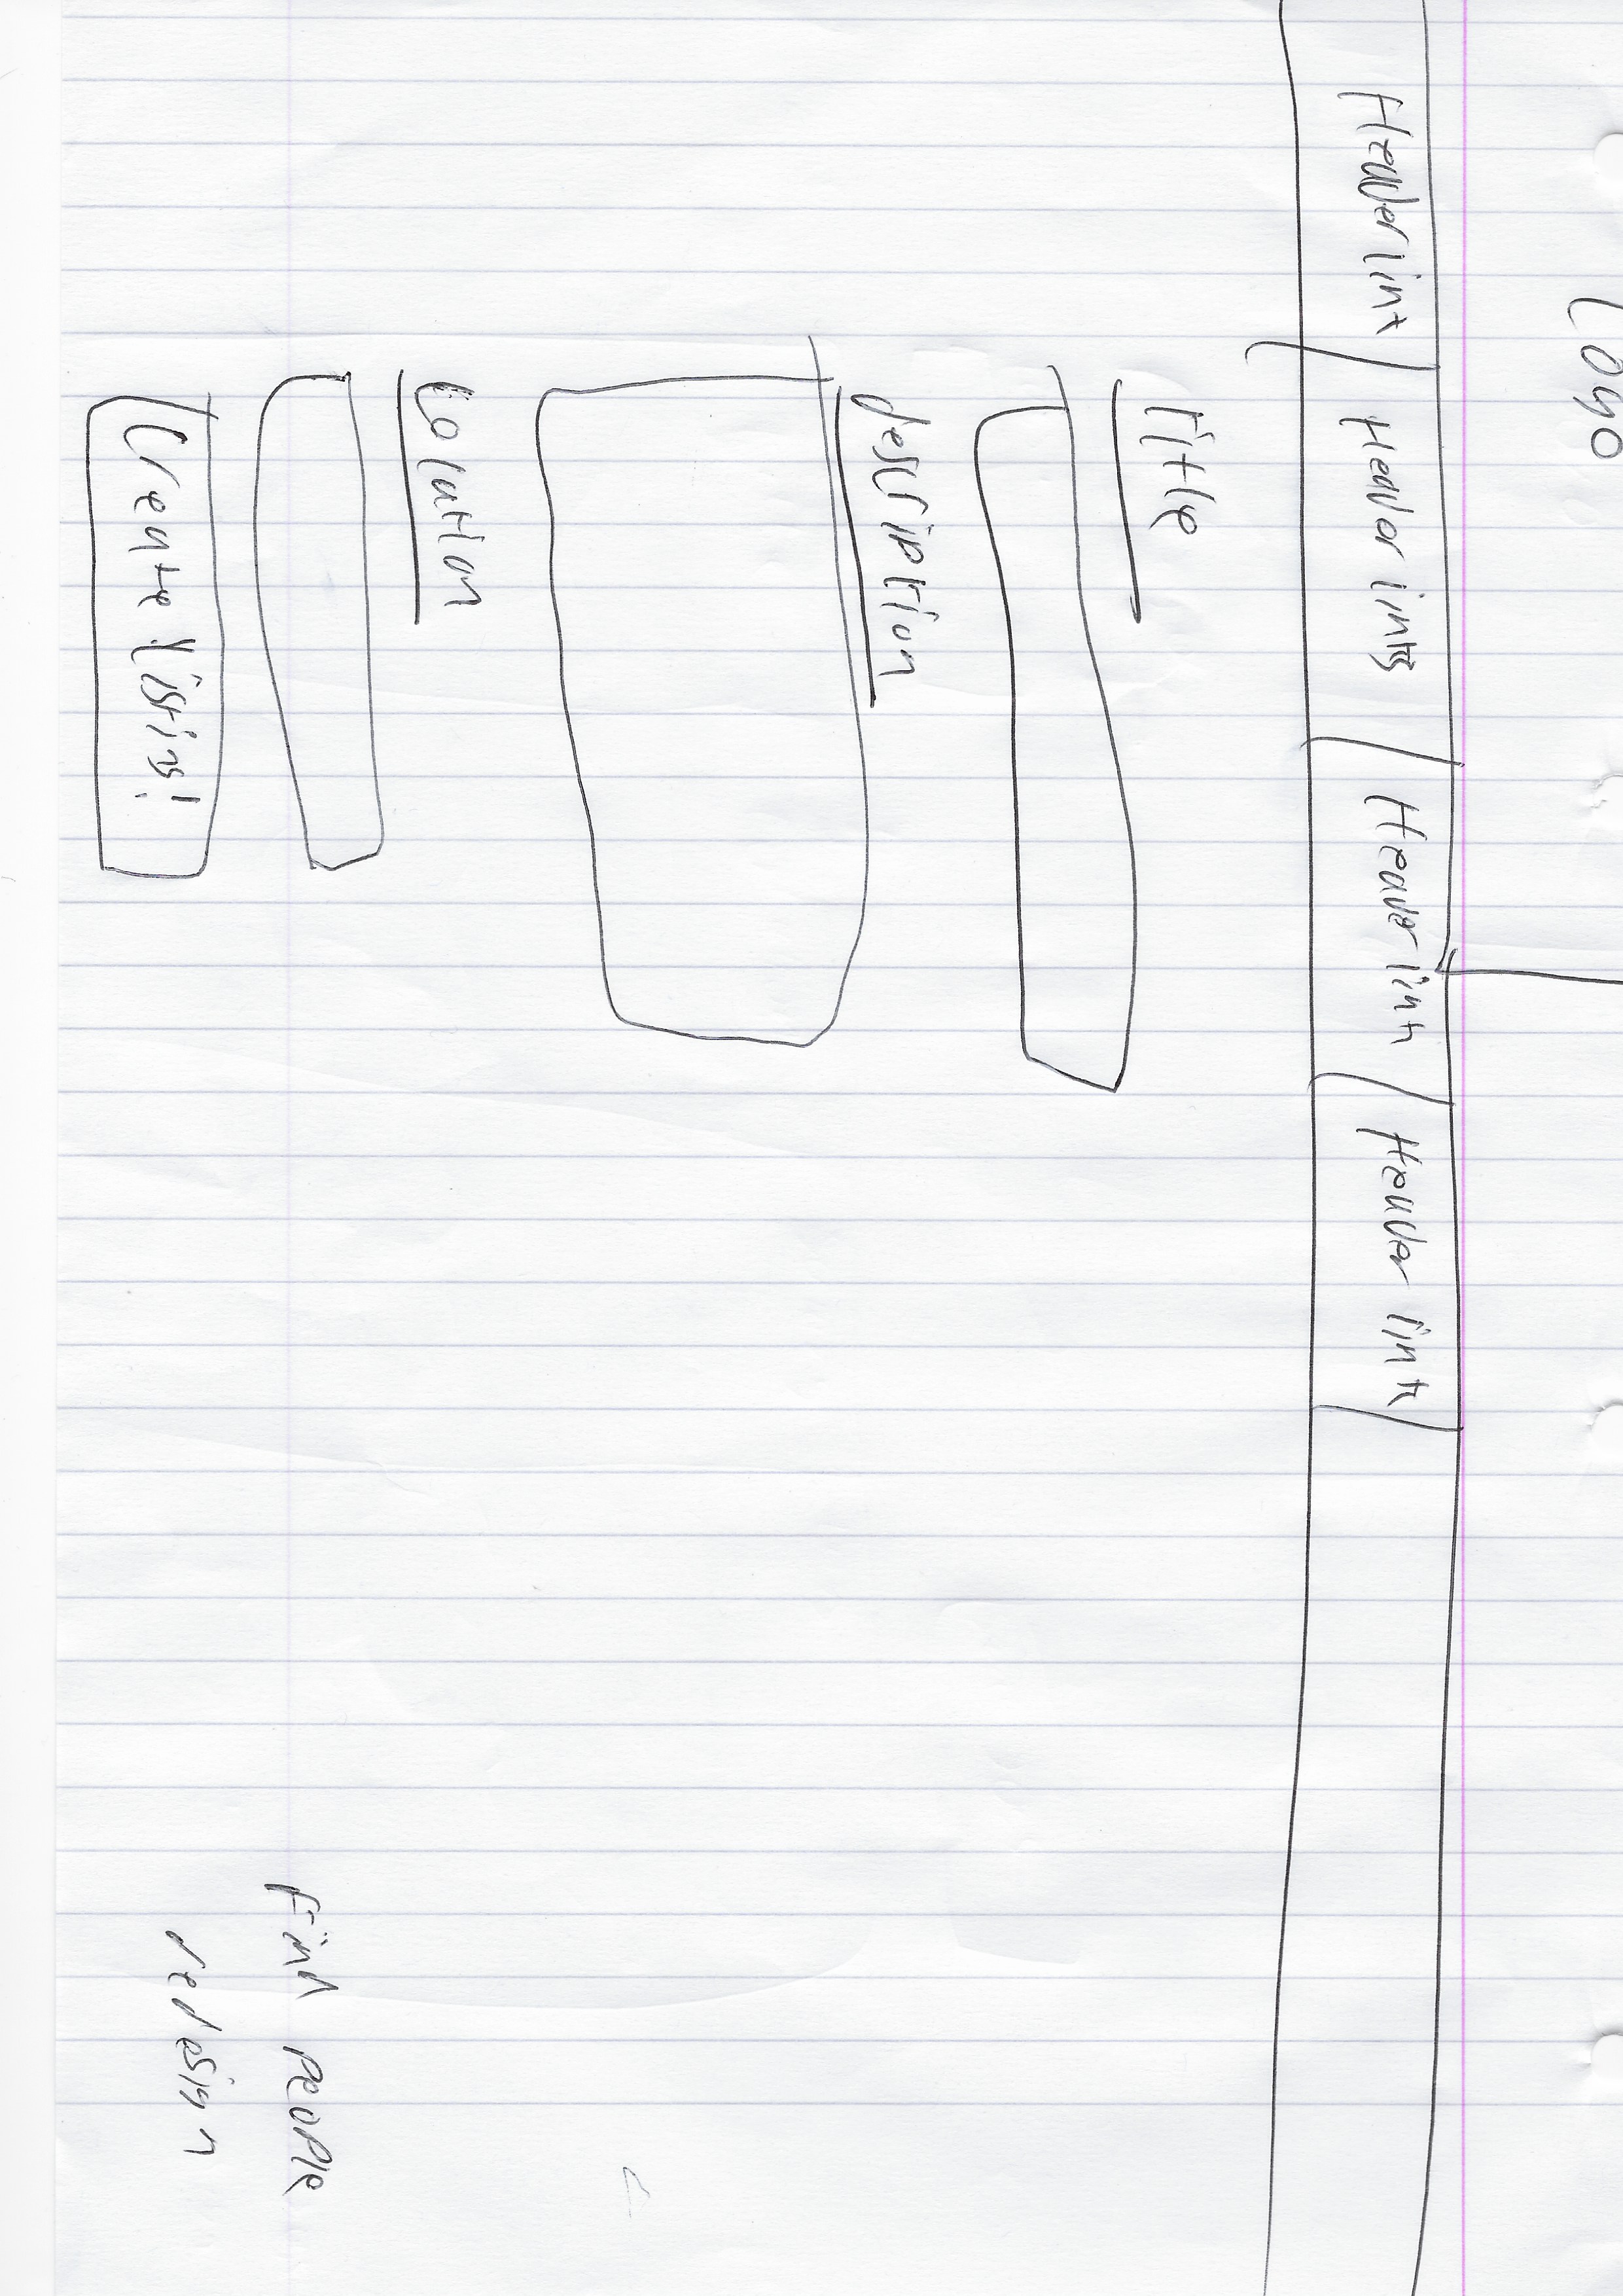 Logo
Header link Header links Header link Header link
Title
description
Location
Create listing!
Find people
redesign